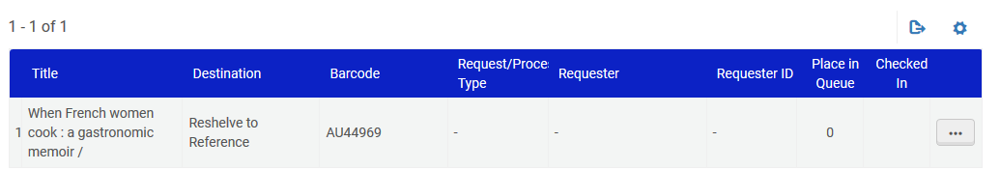 1 - 1 of 1
Title Destination Barcode Request/Proces Type Requester Requester ID Place in Queue Checked In
1 When French women cook : a gastronomic memoir / Reshelve to Reference AU44969 - - - 0